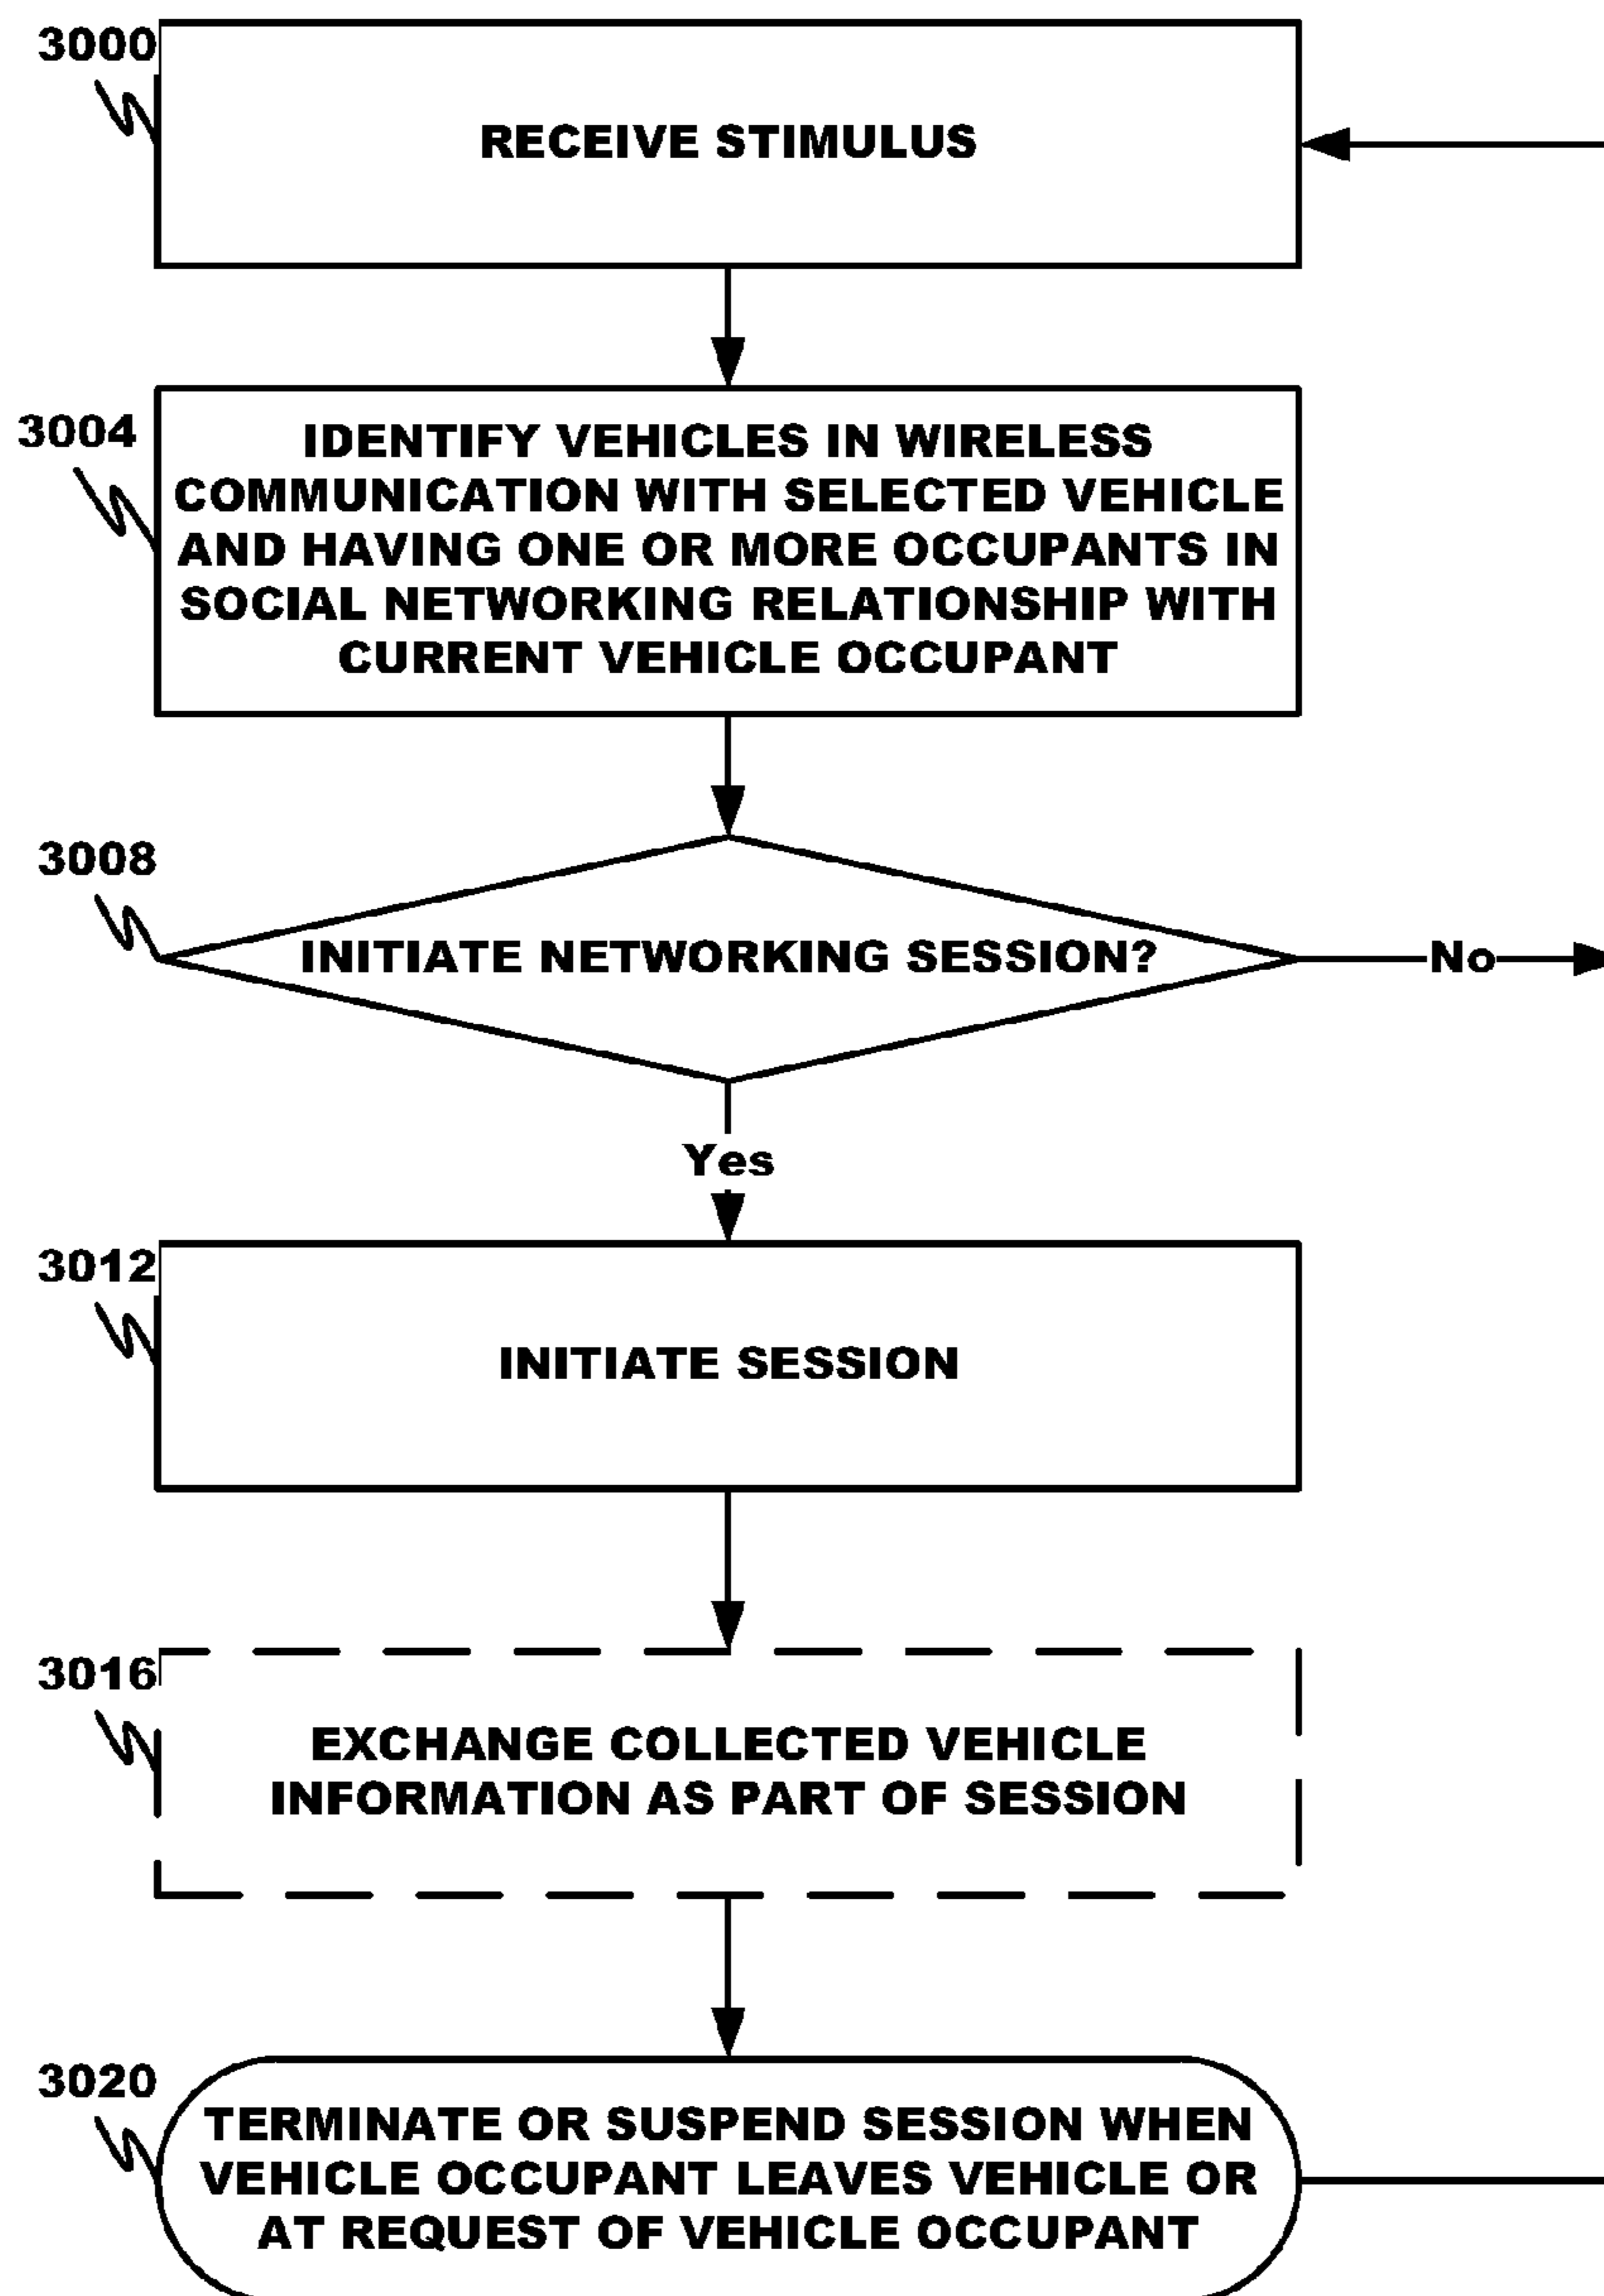 3000
RECEIVE STIMULUS
3004
IDENTIFY VEHICLES IN WIRELESS
COMMUNICATION WITH SELECTED VEHICLE
AND HAVING ONE OR MORE OCCUPANTS IN
SOCIAL NETWORKING RELATIONSHIP WITH
CURRENT VEHICLE OCCUPANT
3008
INITIATE NETWORKING SESSION?
No
Yes
3012
INITIATE SESSION
3016
EXCHANGE COLLECTED VEHICLE
INFORMATION AS PART OF SESSION
3020
TERMINATE OR SUSPEND SESSION WHEN
VEHICLE OCCUPANT LEAVES VEHICLE OR
AT REQUEST OF VEHICLE OCCUPANT